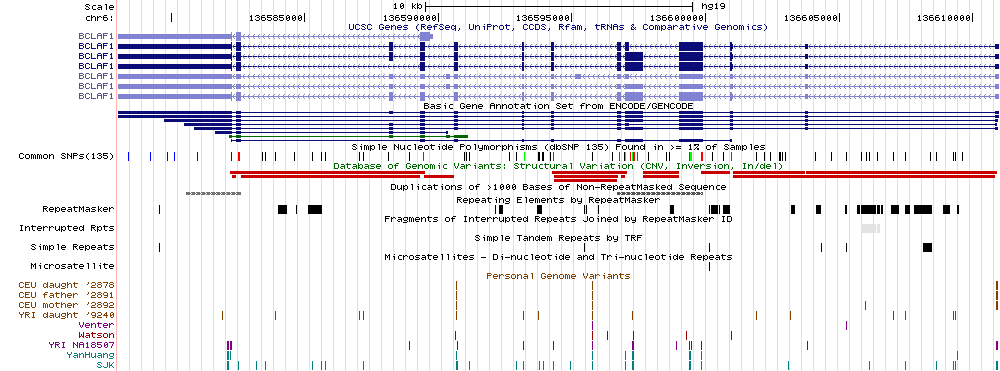 Scale 10 kb hg19
chr6: 136585000 136590000 136595000 136600000 136605000 136610000
UCSC Genes (RefSeq, UniProt, CCDS, Rfam, tRNAs & Comparative Genomics)
BCLAF1
BCLAF1
BCLAF1
BCLAF1
BCLAF1
BCLAF1
BCLAF1
Basic Gene Annotation Set from ENCODE/GENCODE
Simple Nucleotide Polymorphisms (dbSNP 135) Found in >= 1% of Samples
Common SNPs(135)
Database of Genomic Variants: Structural Variation (CNV, Inversion, In/del)
Duplications of >1000 Bases of Non-RepeatMasked Sequence
Repeating Elements by RepeatMasker
RepeatMasker
Fragments of Interrupted Repeats Joined by RepeatMasker ID
Interrupted Rpts
Simple Tandem Repeats by TRF
Simple Repeats
Microsatellites - Di-nucleotide and Tri-nucleotide Repeats
Microsatellite
Personal Genome Variants
CEU daught '2878
CEU father '2891
CEU mother '2892
YRI daught '9240
Venter
Watson
YRI NA18507
YanHuang
SJK